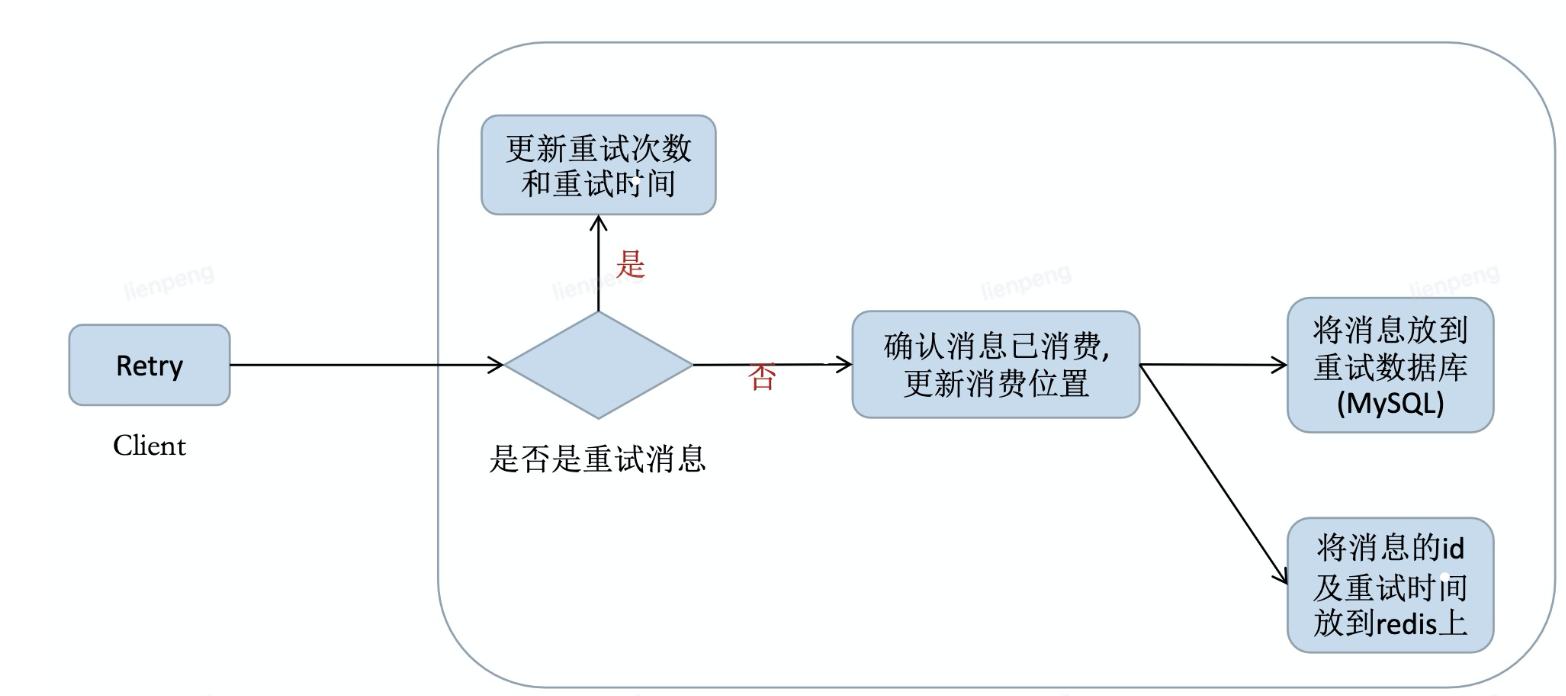 更新重试次数
和重试时间
是
lienpeng
lienpeng
lienpeng
lienpeng
Retry
Client
否
是否是重试消息
确认消息已消费,
更新消费位置
将消息放到
重试数据库
(MySQL)
将消息的id
及重试时间
放到redis上